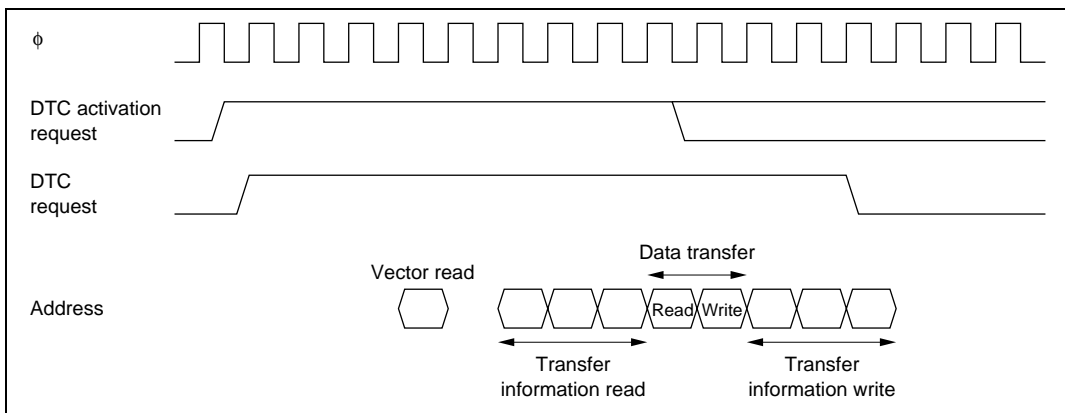 ϕ
DTC activation
request
DTC
request
Data transfer
Vector read
Address
Read Write
Transfer
information read
Transfer
information write